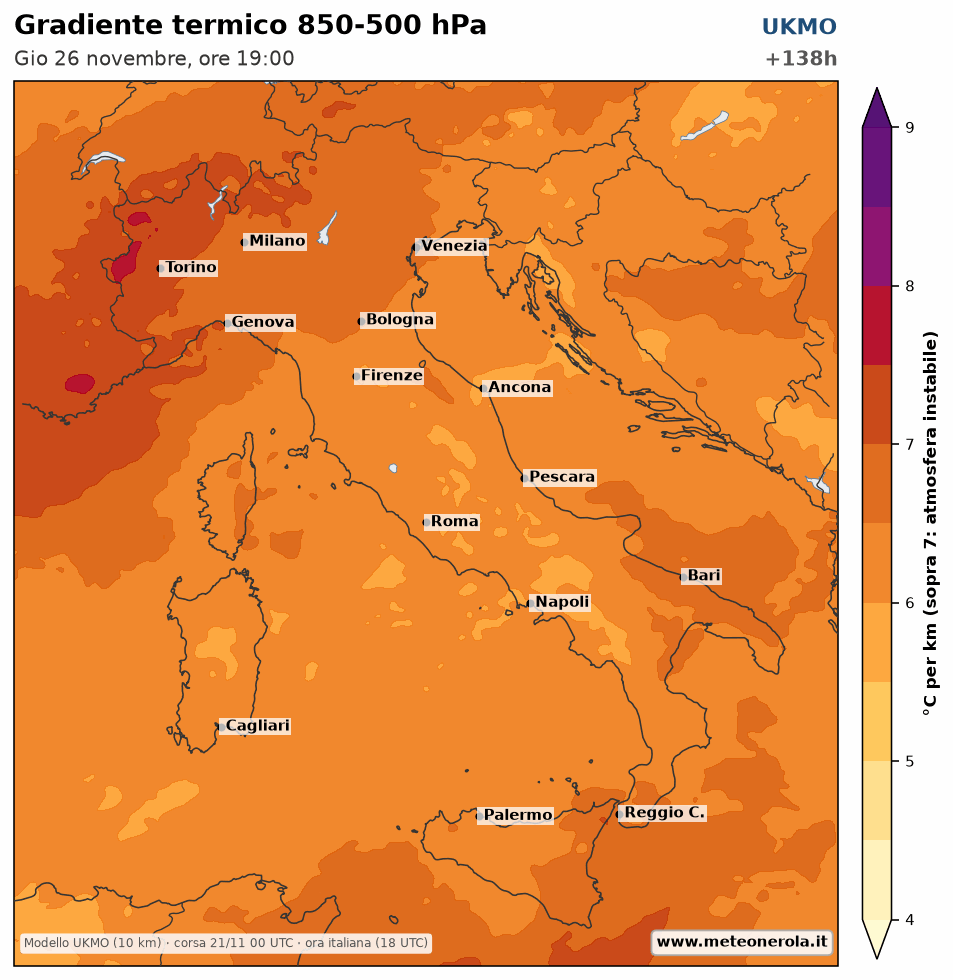 Gradiente termico 850-500 hPa
UKMO
Gio 26 novembre, ore 19:00
+138h
Milano
Venezia
Torino
Genova
Bologna
Firenze
Ancona
Pescara
Roma
Bari
Napoli
Cagliari
Palermo
Reggio C.
9
8
7
6
5
4
°C per km (sopra 7: atmosfera instabile)
Modello UKMO (10 km) · corsa 21/11 00 UTC · ora italiana (18 UTC)
www.meteonerola.it